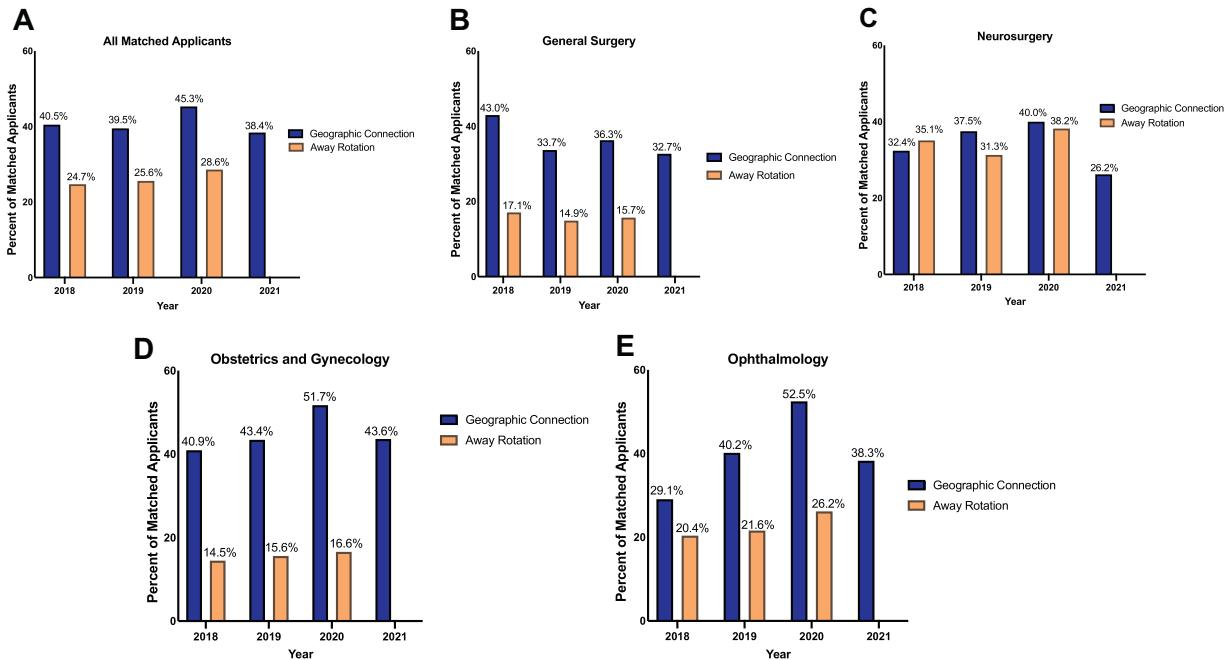 A
All Matched Applicants
Percent of Matched Applicants
60
40
20
0
40.5%
24.7%
39.5%
25.6%
45.3%
28.6%
38.4%
2018
2019
2020
2021
Year
Geographic Connection
Away Rotation
B
General Surgery
Percent of Matched Applicants
60
40
20
0
43.0%
17.1%
33.7%
14.9%
36.3%
15.7%
32.7%
2018
2019
2020
2021
Year
Geographic Connection
Away Rotation
C
Neurosurgery
Percent of Matched Applicants
60
40
20
0
32.4%
35.1%
37.5%
31.3%
40.0%
38.2%
26.2%
2018
2019
2020
2021
Year
Geographic Connection
Away Rotation
D
Obstetrics and Gynecology
Percent of Matched Applicants
60
40
20
0
40.9%
14.5%
43.4%
15.6%
51.7%
16.6%
43.6%
2018
2019
2020
2021
Year
Geographic Connection
Away Rotation
E
Ophthalmology
Percent of Matched Applicants
60
40
20
0
29.1%
20.4%
40.2%
21.6%
52.5%
26.2%
38.3%
2018
2019
2020
2021
Year
Geographic Connection
Away Rotation